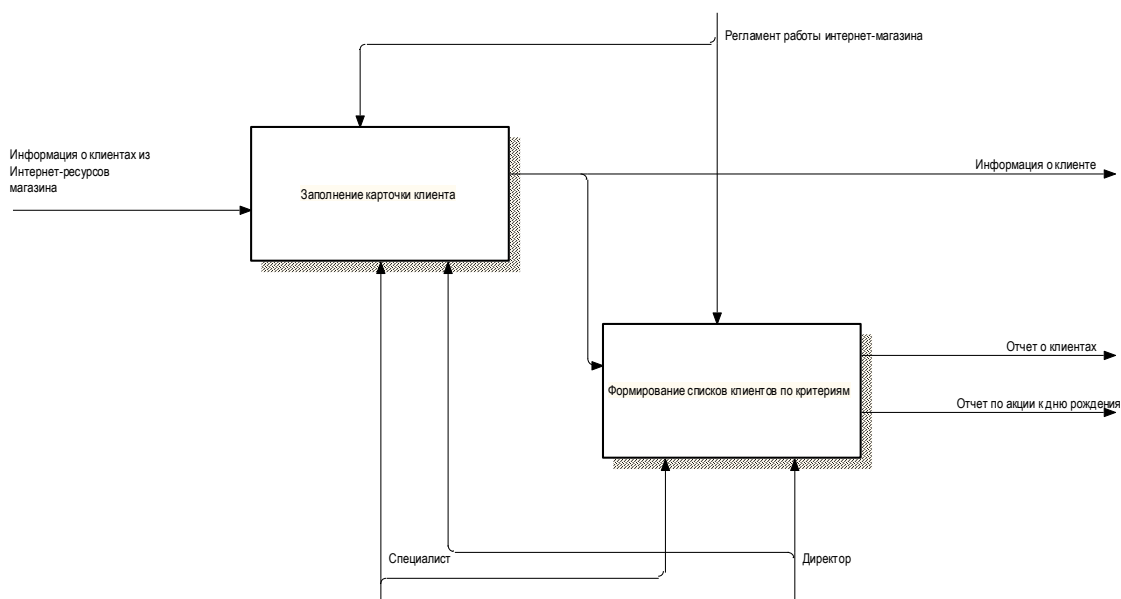 Регламент работы интернет-магазина
Информация о клиентах из
Интернет-ресурсов
магазина
Информация о клиенте
Заполнение карточки клиента
Отчет о клиентах
Формирование списков клиентов по критериям
Отчет по акции к дню рождения
Специалист
Директор